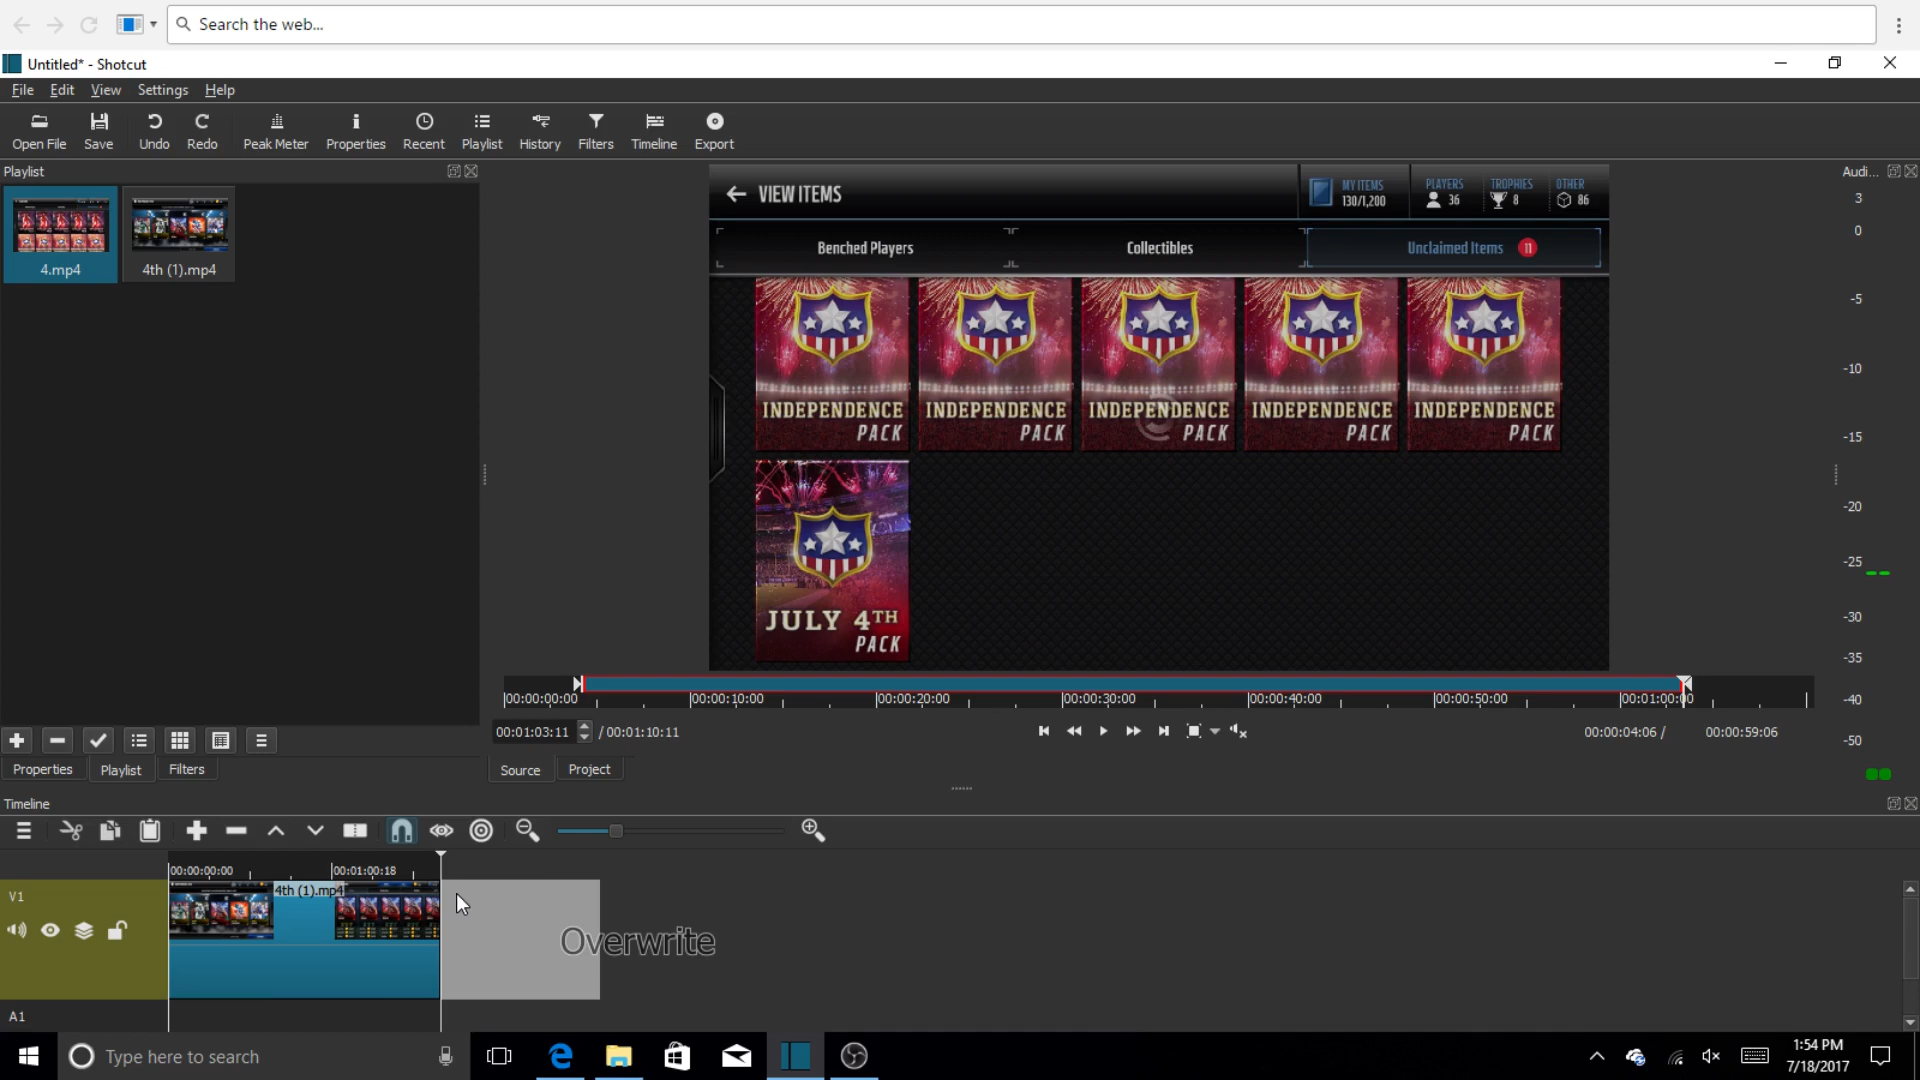 Search the web...
Untitled* - Shotcut
File Edit View Settings Help
Open File Save Undo Redo Peak Meter Properties Recent Playlist History Filters Timeline Export
Playlist
4.mp4
4th (1).mp4
VIEW ITEMS
MY ITEMS
130/1,200
PLAYERS
36
TROPHIES
8
OTHER
86
Benched Players
Collectibles
Unclaimed Items 11
INDEPENDENCE
PACK
INDEPENDENCE
PACK
INDEPENDENCE
PACK
INDEPENDENCE
PACK
INDEPENDENCE
PACK
JULY 4TH
PACK
Audi...
3
0
-5
-10
-15
-20
-25
-30
-35
-40
-50
00:00:00:00 00:00:10:00 00:00:20:00 00:00:30:00 00:00:40:00 00:00:50:00 00:01:00:00
00:01:03:11 / 00:01:10:11
00:00:04:06 / 00:00:59:06
Properties Playlist Filters
Source Project
Timeline
00:00:00:00 00:01:00:18
V1
4th (1).mp4
Overwrite
A1
Type here to search
1:54 PM
7/18/2017